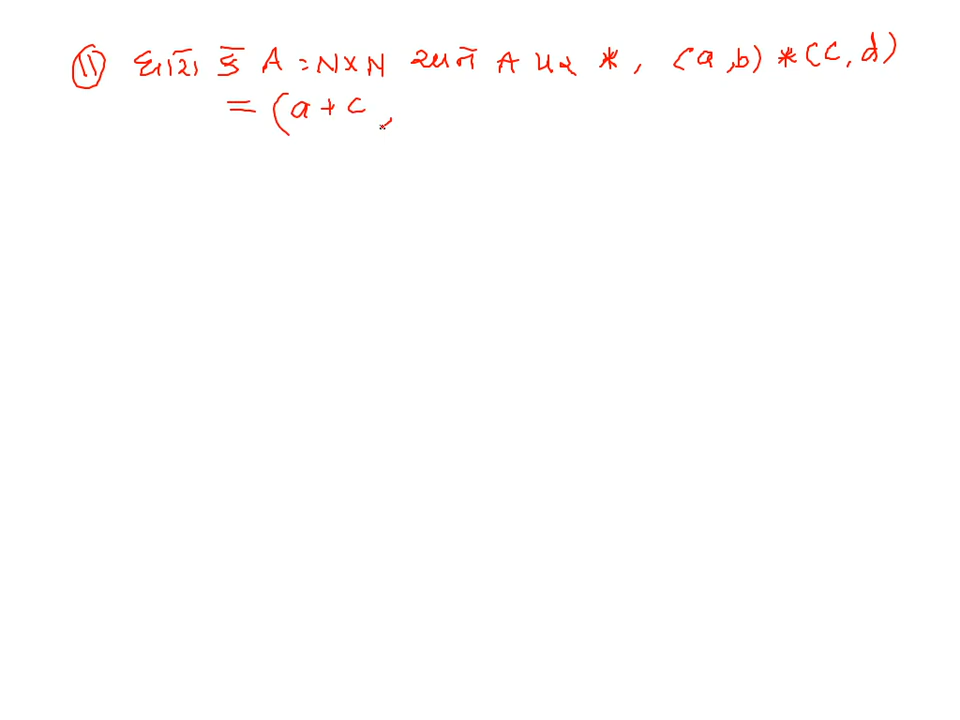 (11) ધારો કે A = N × N અને A પર *, (a, b) * (c, d)
= (a + c,